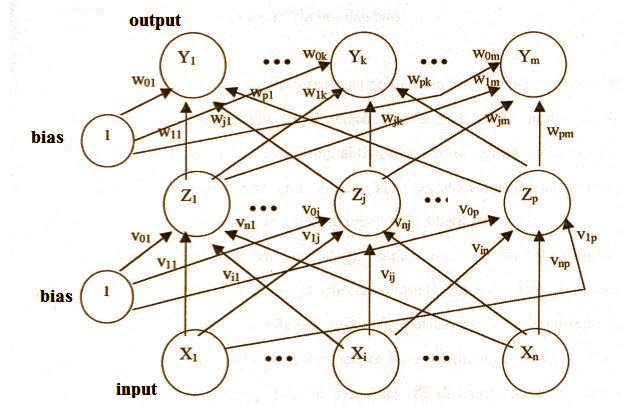 output
Y1 ... Yk ... Ym
w01 w0k w0m
wp1 w1k wpk w1m
bias 1
w11 wj1 wjk wjm wpm
Z1 ... Zj ... Zp
v01 vn1 v0j vnj v0p
v1j v1p
v11 vi1 vij vin vnp
bias 1
X1 ... Xi ... Xn
input